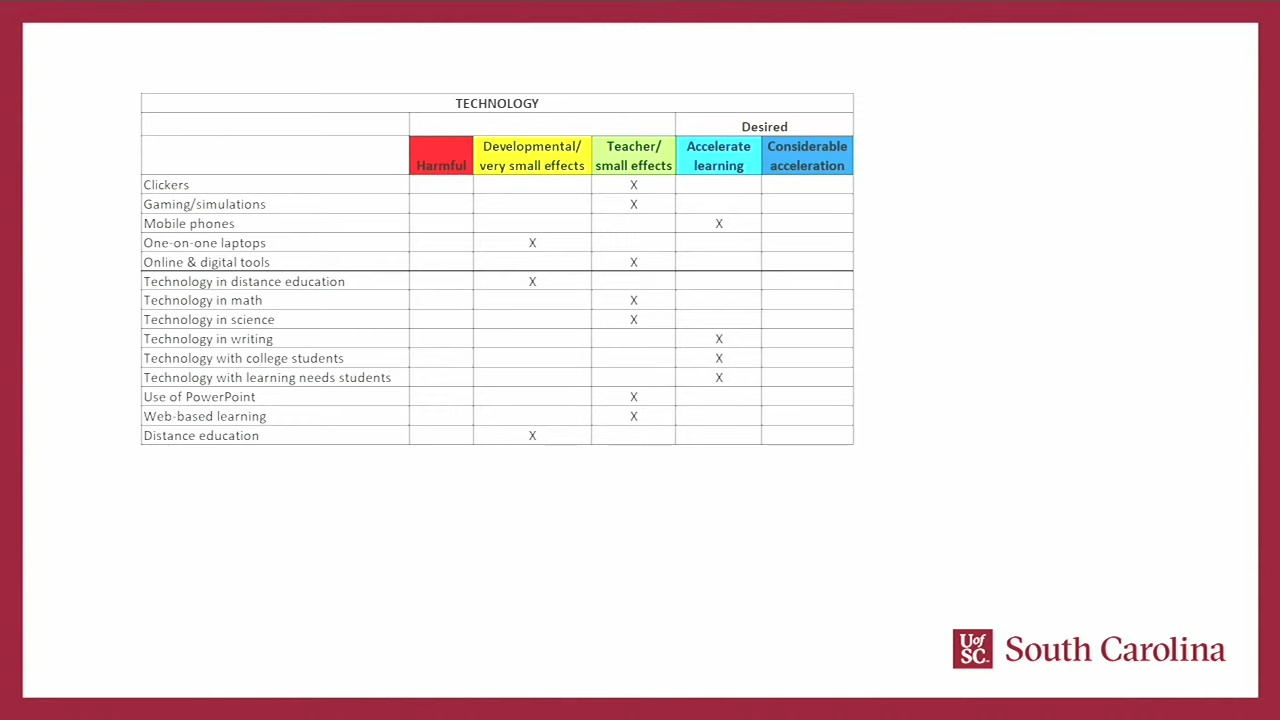 TECHNOLOGY
Desired
Harmful Developmental/ very small effects Teacher/ small effects Accelerate learning Considerable acceleration
Clickers X
Gaming/simulations X
Mobile phones X
One-on-one laptops X
Online & digital tools X
Technology in distance education X
Technology in math X
Technology in science X
Technology in writing X
Technology with college students X
Technology with learning needs students X
Use of PowerPoint X
Web-based learning X
Distance education X
UofSC South Carolina